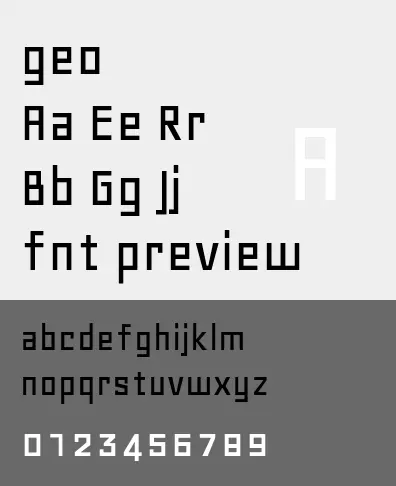 geo
Aa Ee Rr
A
Bb Gg Jj
fnt preview
abcdefghijklm
nopqrstuvwxyz
0123456789